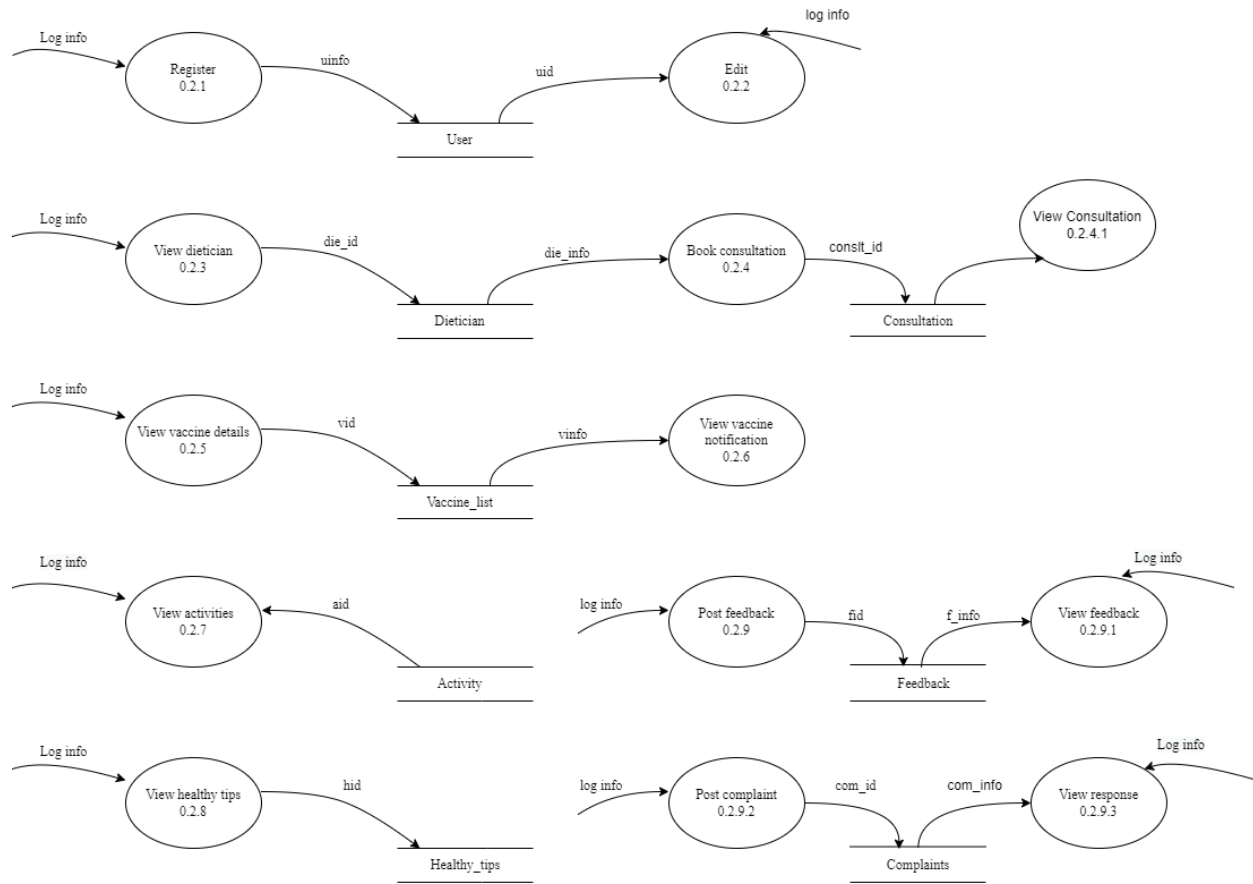 Log info
Register
0.2.1
uinfo
User
uid
Edit
0.2.2
log info
Log info
View dietician
0.2.3
die_id
Dietician
die_info
Book consultation
0.2.4
conslt_id
Consultation
View Consultation
0.2.4.1
Log info
View vaccine details
0.2.5
vid
Vaccine_list
vinfo
View vaccine
notification
0.2.6
Log info
View activities
0.2.7
aid
Activity
log info
Post feedback
0.2.9
fid
Feedback
f_info
View feedback
0.2.9.1
Log info
Log info
View healthy tips
0.2.8
hid
Healthy_tips
log info
Post complaint
0.2.9.2
com_id
Complaints
com_info
View response
0.2.9.3
Log info